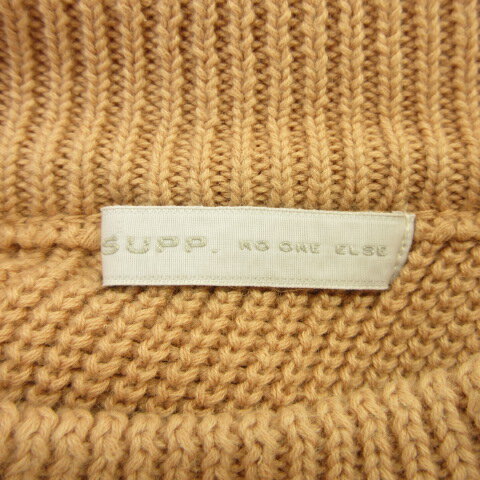 SUPP. NO ONE ELSE